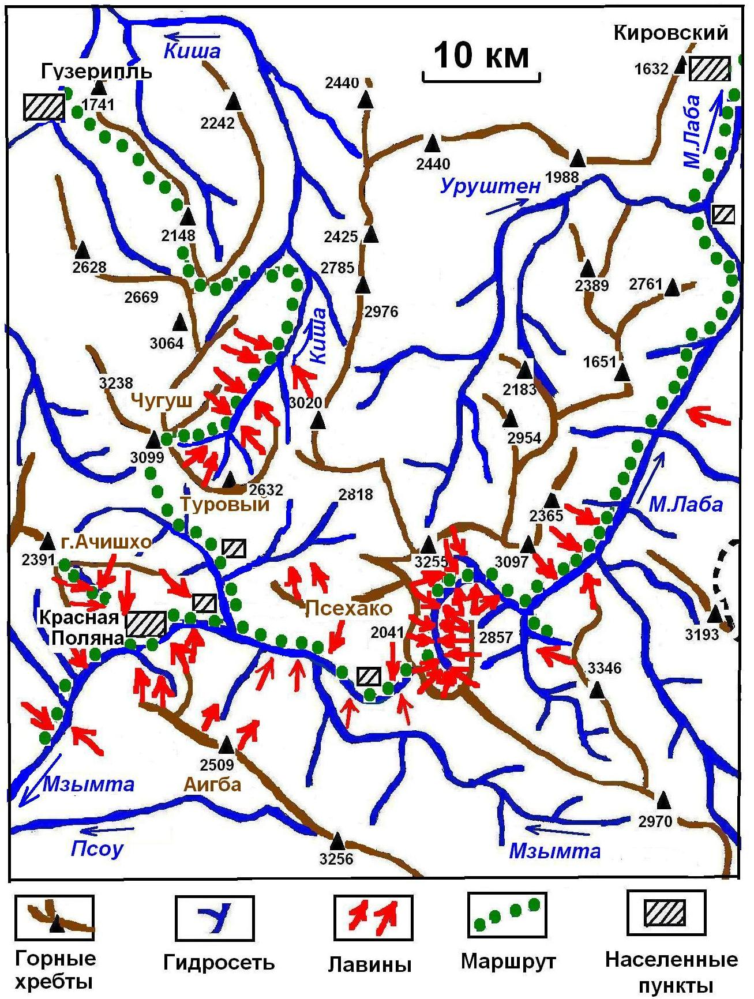 Кировский
Киша
10 км
1632
Гузерипль
2440
1741
М.Лаба
2242
2440
1988
Уруштен
2148
2425
2628
2785
2389
2761
2669
2976
3064
Киша
1651
3238
2183
Чугуш
3020
2954
3099
2632
2818
Туровый
М.Лаба
2365
г.Ачишхо
2391
3255
3097
Псехако
Красная
Поляна
2041
2857
3193
3346
2509
Мзымта
Аигба
2970
Псоу
Мзымта
3256
Горные
хребты
Гидросеть
Лавины
Маршрут
Населенные
пункты